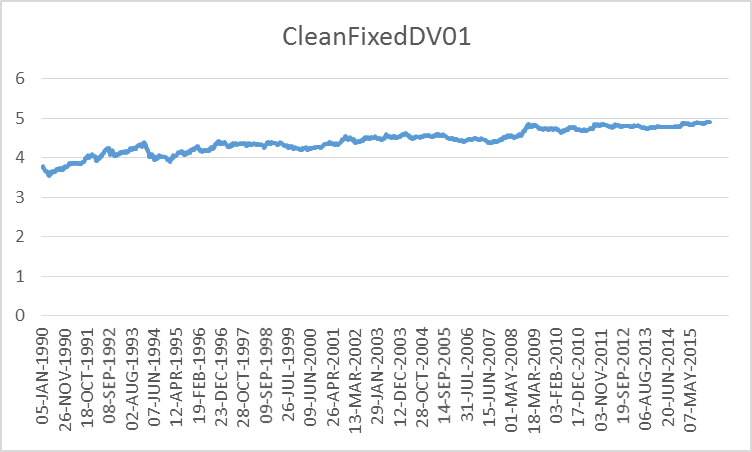 CleanFixedDV01
6
5
4
3
2
1
0
05-JAN-1990
26-NOV-1990
18-OCT-1991
08-SEP-1992
02-AUG-1993
07-JUN-1994
12-APR-1995
19-FEB-1996
23-DEC-1996
28-OCT-1997
09-SEP-1998
26-JUL-1999
09-JUN-2000
26-APR-2001
13-MAR-2002
29-JAN-2003
12-DEC-2003
28-OCT-2004
15-SEP-2005
31-JUL-2006
15-JUN-2007
01-MAY-2008
18-MAR-2009
03-FEB-2010
17-DEC-2010
03-NOV-2011
19-SEP-2012
06-AUG-2013
20-JUN-2014
07-MAY-2015